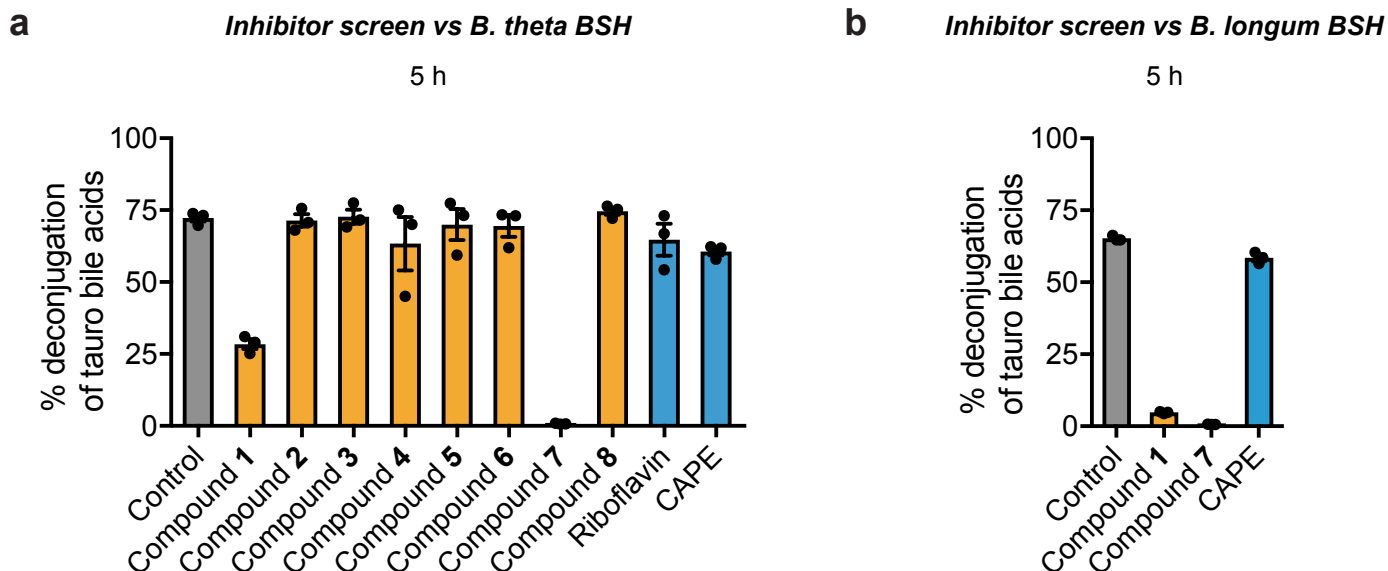 a
Inhibitor screen vs B. theta BSH
5 h
% deconjugation
of tauro bile acids
100
75
50
25
0
Control
Compound 1
Compound 2
Compound 3
Compound 4
Compound 5
Compound 6
Compound 7
Compound 8
Riboflavin
CAPE
b
Inhibitor screen vs B. longum BSH
5 h
% deconjugation
of tauro bile acids
100
75
50
25
0
Control
Compound 1
Compound 7
CAPE